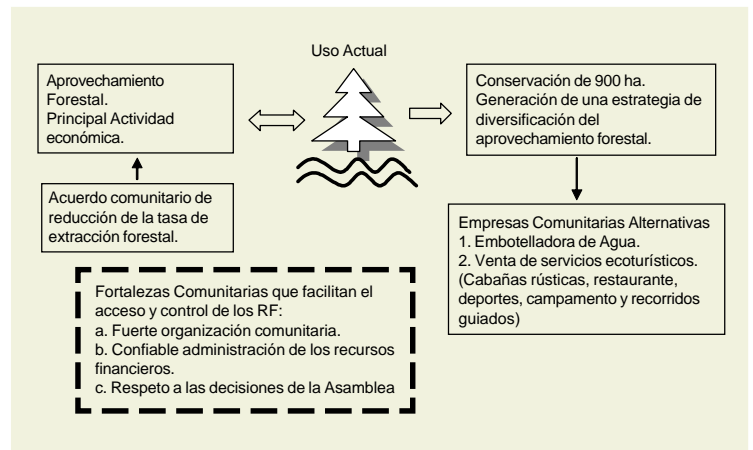 Uso Actual
Aprovechamiento
Forestal.
Principal Actividad
económica.
Acuerdo comunitario de
reducción de la tasa de
extracción forestal.
Conservación de 900 ha.
Generación de una estrategia de
diversificación del
aprovechamiento forestal.
Empresas Comunitarias Alternativas
1. Embotelladora de Agua.
2. Venta de servicios ecoturísticos.
(Cabañas rústicas, restaurante,
deportes, campamento y recorridos
guiados)
Fortalezas Comunitarias que facilitan el
acceso y control de los RF:
a. Fuerte organización comunitaria.
b. Confiable administración de los recursos
financieros.
c. Respeto a las decisiones de la Asamblea